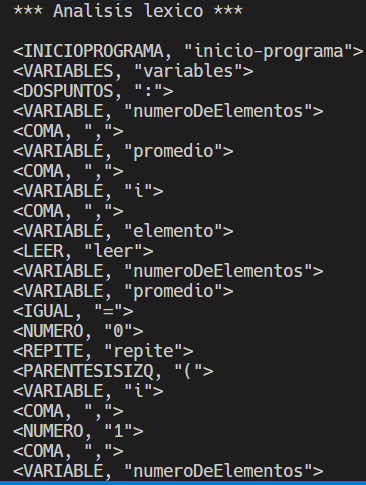 *** Analisis lexico ***
<INICIOPROGRAMA, "inicio-programa">
<VARIABLES, "variables">
<DOSPUNTOS, ":">
<VARIABLE, "numeroDeElementos">
<COMA, ",">
<VARIABLE, "promedio">
<COMA, ",">
<VARIABLE, "i">
<COMA, ",">
<VARIABLE, "elemento">
<LEER, "leer">
<VARIABLE, "numeroDeElementos">
<VARIABLE, "promedio">
<IGUAL, "=">
<NUMERO, "0">
<REPITE, "repite">
<PARENTESISIZQ, "(">
<VARIABLE, "i">
<COMA, ",">
<NUMERO, "1">
<COMA, ",">
<VARIABLE, "numeroDeElementos">